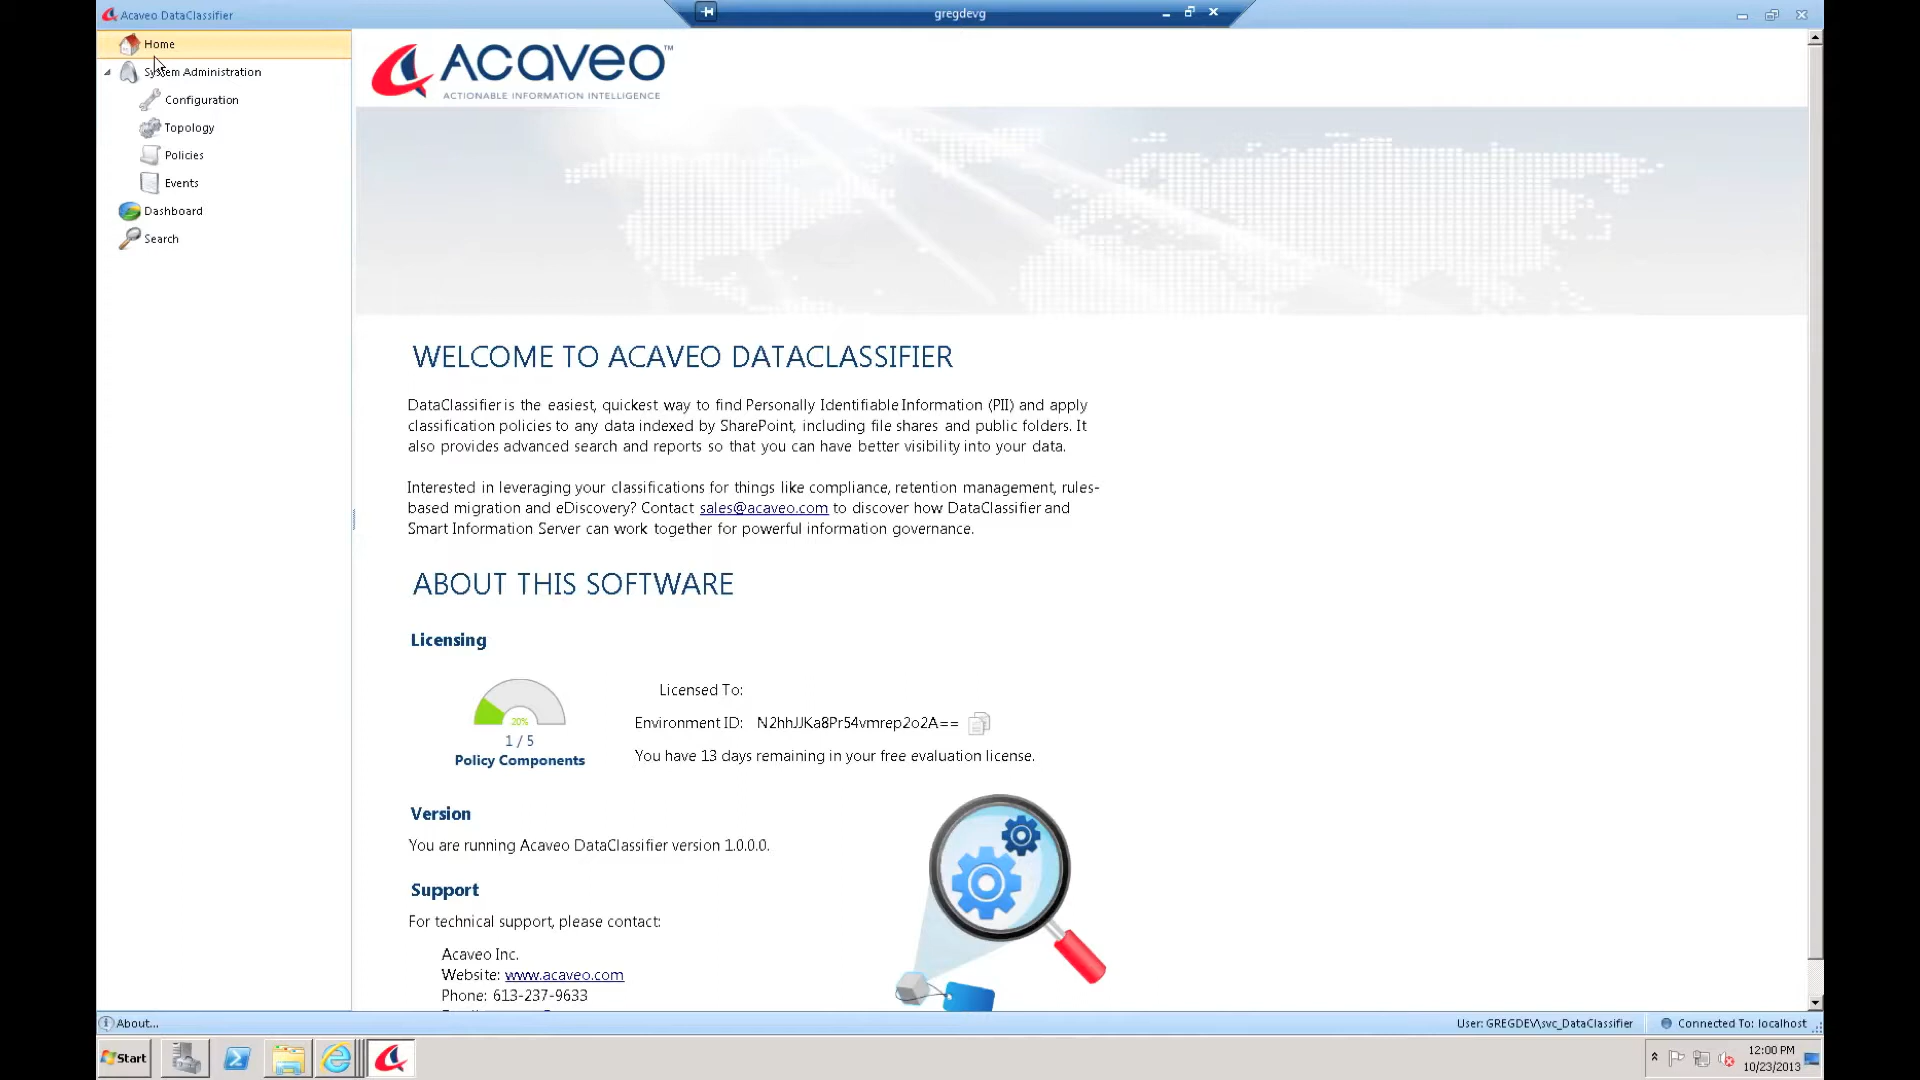 Acaveo DataClassifier
gregdevg
Home
System Administration
Configuration
Topology
Policies
Events
Dashboard
Search
Acaveo™
ACTIONABLE INFORMATION INTELLIGENCE
WELCOME TO ACAVEO DATACLASSIFIER
DataClassifier is the easiest, quickest way to find Personally Identifiable Information (PII) and apply
classification policies to any data indexed by SharePoint, including file shares and public folders. It
also provides advanced search and reports so that you can have better visibility into your data.
Interested in leveraging your classifications for things like compliance, retention management, rules-
based migration and eDiscovery? Contact sales@acaveo.com to discover how DataClassifier and
Smart Information Server can work together for powerful information governance.
ABOUT THIS SOFTWARE
Licensing
20%
1 / 5
Policy Components
Licensed To:
Environment ID: N2hhJJKa8Pr54vmrep2o2A==
You have 13 days remaining in your free evaluation license.
Version
You are running Acaveo DataClassifier version 1.0.0.0.
Support
For technical support, please contact:
Acaveo Inc.
Website: www.acaveo.com
Phone: 613-237-9633
About...
User: GREGDEV\svc_DataClassifier
Connected To: localhost
Start
12:00 PM
10/23/2013